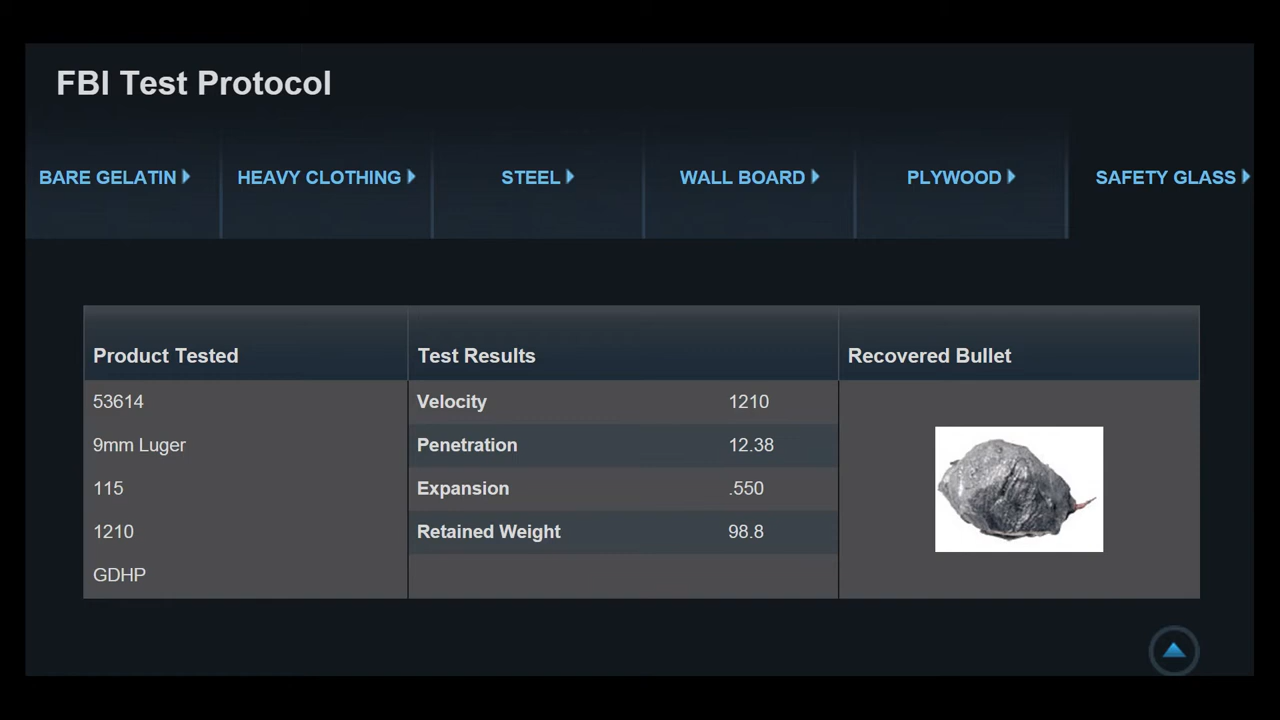 FBI Test Protocol
BARE GELATIN
HEAVY CLOTHING
STEEL
WALL BOARD
PLYWOOD
SAFETY GLASS
Product Tested
Test Results
Recovered Bullet
53614
Velocity 1210
9mm Luger
Penetration 12.38
115
Expansion .550
1210
Retained Weight 98.8
GDHP